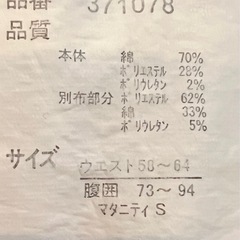 品番 371078
品質
本体 綿 70%
ポリエステル 28%
ポリウレタン 2%
別布部分 ポリエステル 62%
綿 33%
ポリウレタン 5%
サイズ
ウエスト58~64
腹囲 73~94
マタニティ S